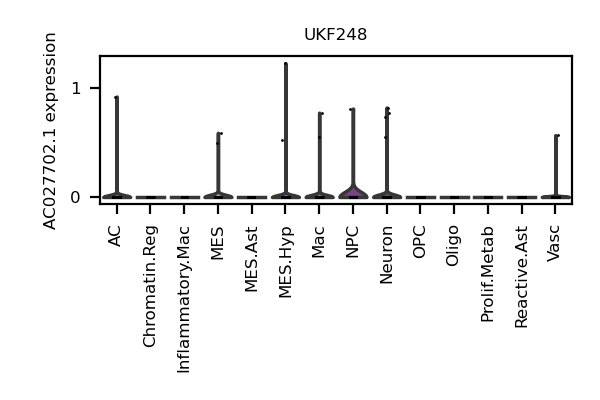 UKF248
AC027702.1 expression
1
0
AC
Chromatin.Reg
Inflammatory.Mac
MES
MES.Ast
MES.Hyp
Mac
NPC
Neuron
OPC
Oligo
Prolif.Metab
Reactive.Ast
Vasc